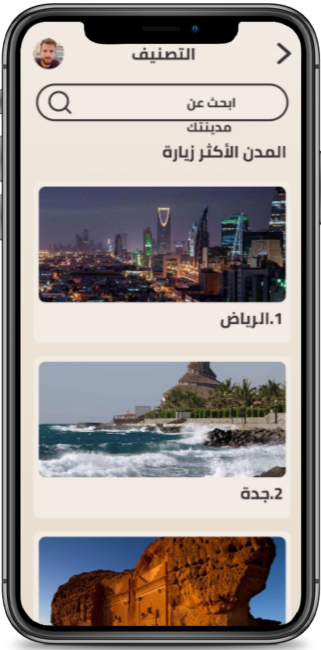 التصنيف
ابحث عن
مدينتك
المدن الأكثر زيارة
1.الرياض
2.جدة